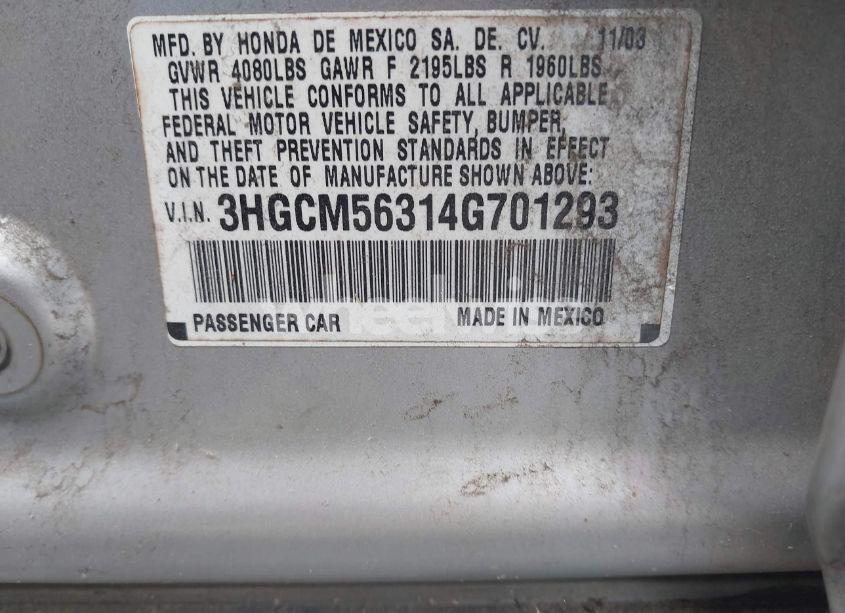 MFD. BY HONDA DE MEXICO SA. DE. CV. 11/03
GVWR 4080LBS GAWR F 2195LBS R 1960LBS
THIS VEHICLE CONFORMS TO ALL APPLICABLE
FEDERAL MOTOR VEHICLE SAFETY, BUMPER,
AND THEFT PREVENTION STANDARDS IN EFFECT
ON THE DATE OF MANUFACTURE SHOWN ABOVE:
V.I.N. 3HGCM56314G701293
PASSENGER CAR MADE IN MEXICO